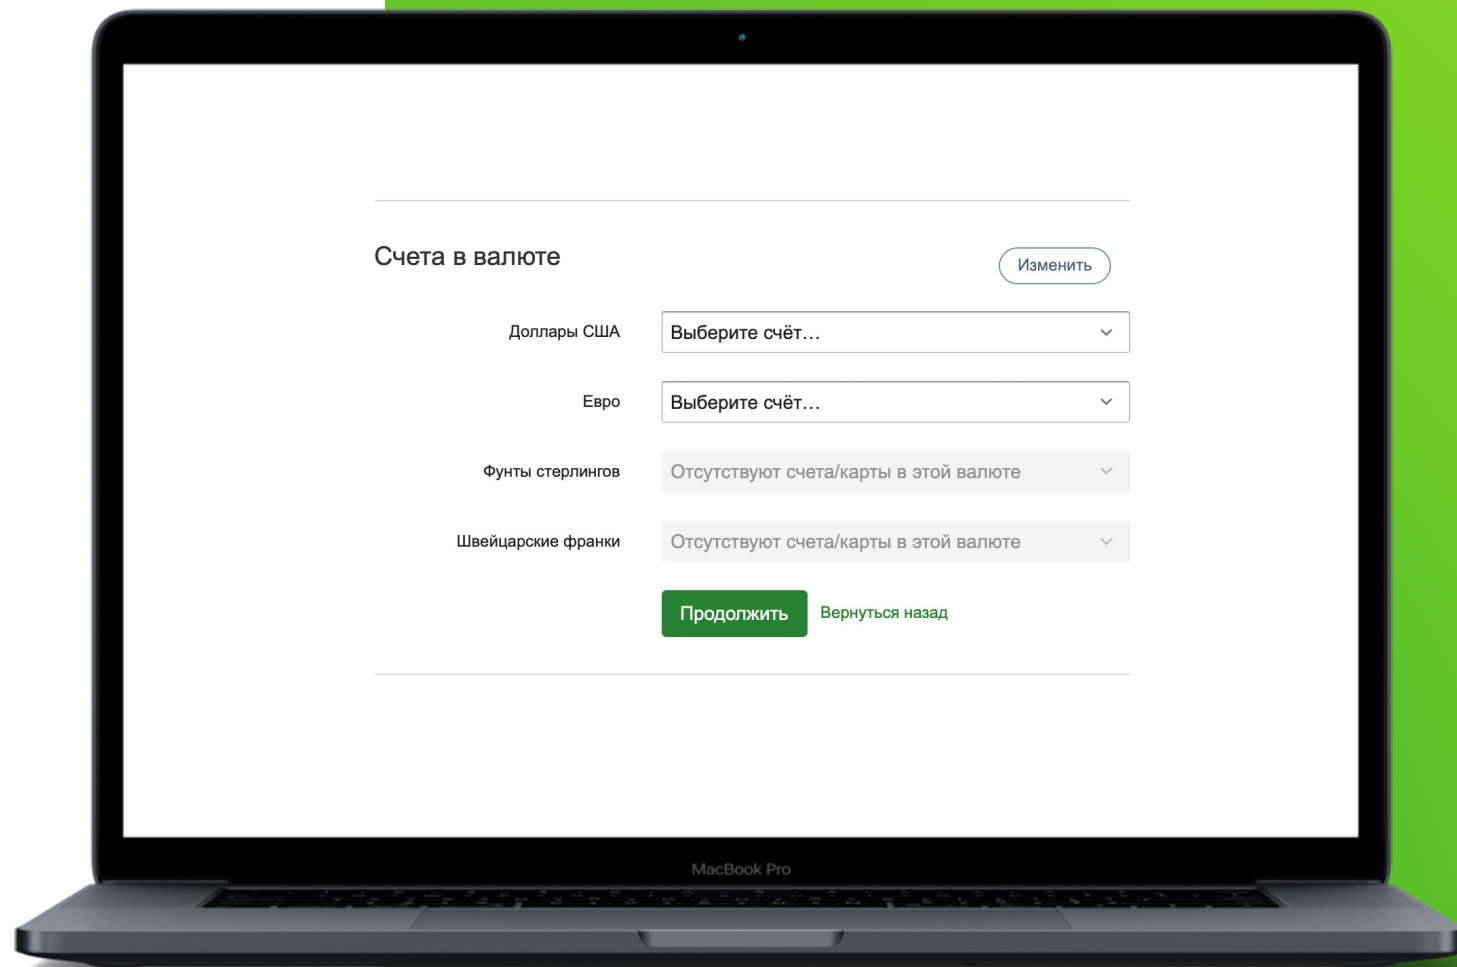 Счета в валюте
Изменить
Доллары США
Выберите счёт...
Евро
Выберите счёт...
Фунты стерлингов
Отсутствуют счета/карты в этой валюте
Швейцарские франки
Отсутствуют счета/карты в этой валюте
Продолжить
Вернуться назад
MacBook Pro